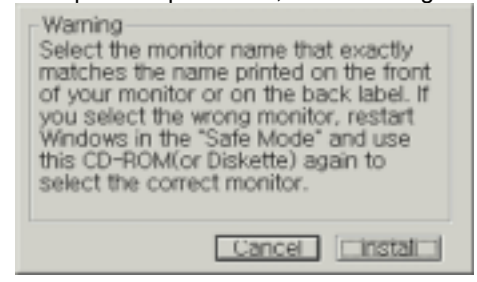 Warning
Select the monitor name that exactly
matches the name printed on the front
of your monitor or on the back label. If
you select the wrong monitor, restart
Windows in the "Safe Mode" and use
this CD-ROM(or Diskette) again to
select the correct monitor.
Cancel Install